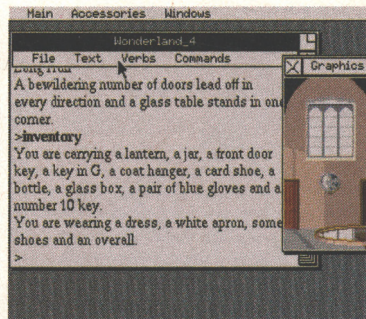 Main Accessories Windows
Wonderland_4
File Text Verbs Commands
Long Hall
A bewildering number of doors lead off in
every direction and a glass table stands in one
corner.
>inventory
You are carrying a lantern, a jar, a front door
key, a key in G, a coat hanger, a card shoe, a
bottle, a glass box, a pair of blue gloves and a
number 10 key.
You are wearing a dress, a white apron, some
shoes and an overall.
>
Graphics